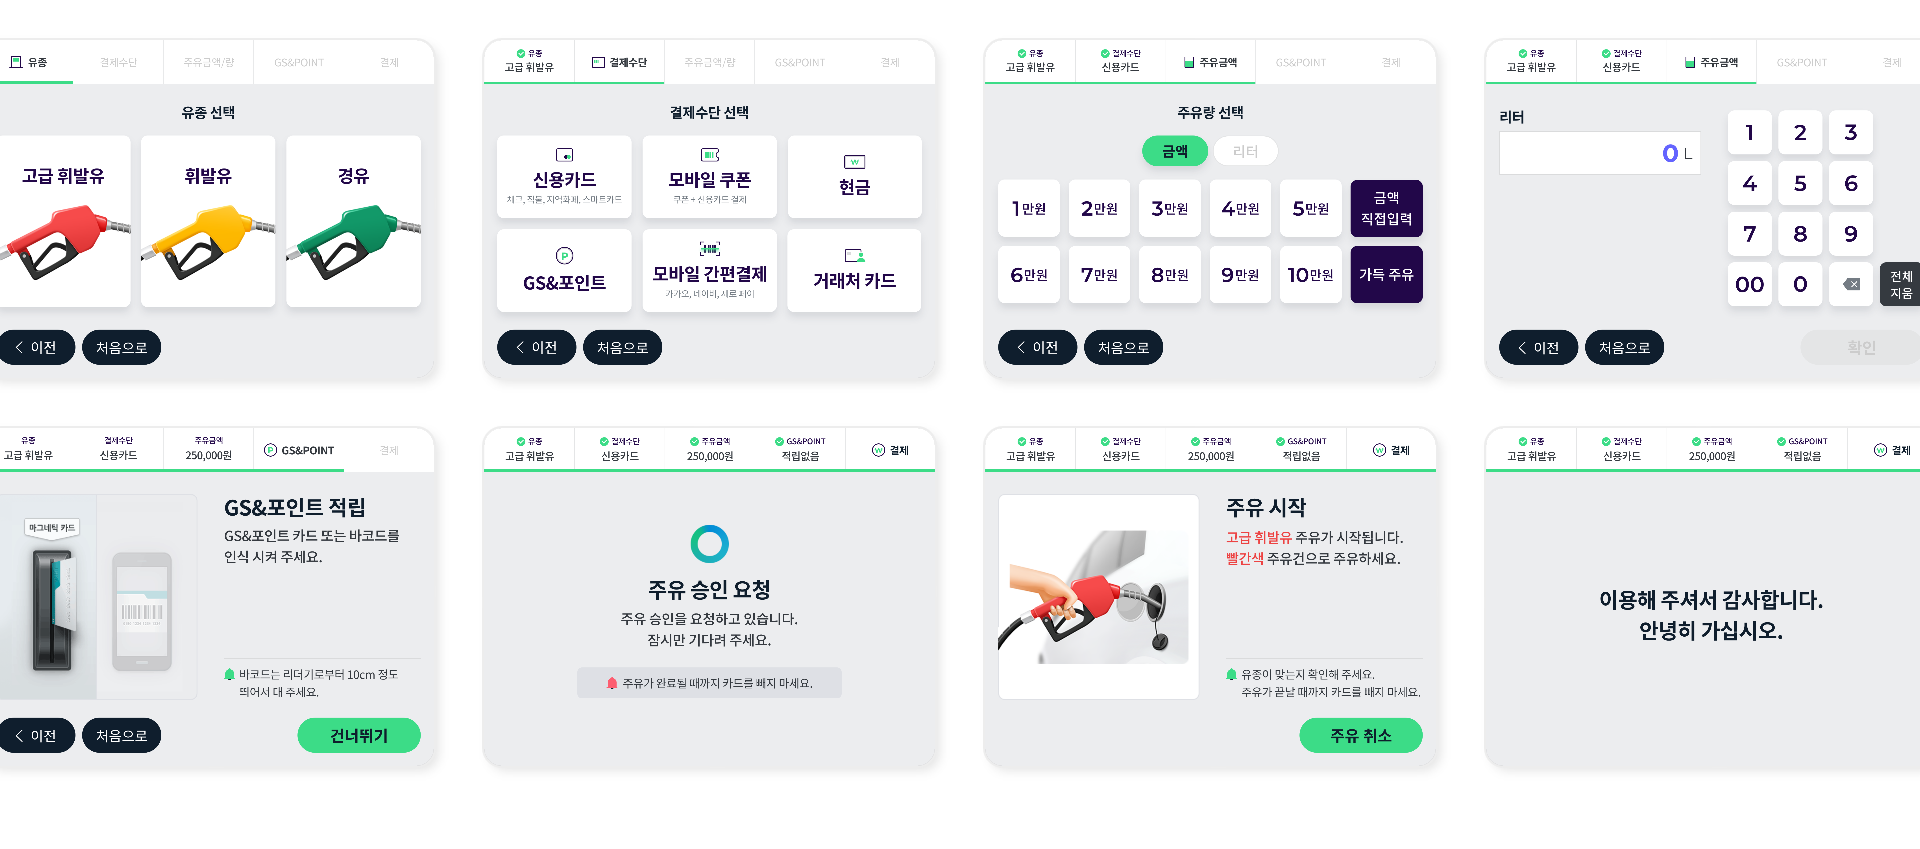 유종
결제수단
주유금액/량
GS&POINT
결제
유종 선택
고급 휘발유
휘발유
경유
이전
처음으로
유종
고급 휘발유
결제수단
주유금액/량
GS&POINT
결제
결제수단 선택
신용카드
체크, 직불, 지역화폐, 스마트카드
모바일 쿠폰
쿠폰 + 신용카드 결제
현금
GS&포인트
모바일 간편결제
카카오, 네이버, 제로 페이
거래처 카드
이전
처음으로
유종
고급 휘발유
결제수단
신용카드
주유금액
GS&POINT
결제
주유량 선택
금액
리터
1만원
2만원
3만원
4만원
5만원
금액
직접입력
6만원
7만원
8만원
9만원
10만원
가득 주유
이전
처음으로
유종
고급 휘발유
결제수단
신용카드
주유금액
GS&POINT
결제
리터
0 L
1 2 3
4 5 6
7 8 9
00 0
전체
지움
이전
처음으로
확인
유종
고급 휘발유
결제수단
신용카드
주유금액
250,000원
GS&POINT
결제
마그네틱 카드
GS&포인트 적립
GS&포인트 카드 또는 바코드를
인식 시켜 주세요.
바코드는 리더기로부터 10cm 정도
띄어서 대 주세요.
이전
처음으로
건너뛰기
유종
고급 휘발유
결제수단
신용카드
주유금액
250,000원
GS&POINT
적립없음
결제
주유 승인 요청
주유 승인을 요청하고 있습니다.
잠시만 기다려 주세요.
주유가 완료될 때까지 카드를 빼지 마세요.
유종
고급 휘발유
결제수단
신용카드
주유금액
250,000원
GS&POINT
적립없음
결제
주유 시작
고급 휘발유 주유가 시작됩니다.
빨간색 주유건으로 주유하세요.
유종이 맞는지 확인해 주세요.
주유가 끝날 때까지 카드를 빼지 마세요.
주유 취소
유종
고급 휘발유
결제수단
신용카드
주유금액
250,000원
GS&POINT
적립없음
결제
이용해 주셔서 감사합니다.
안녕히 가십시오.